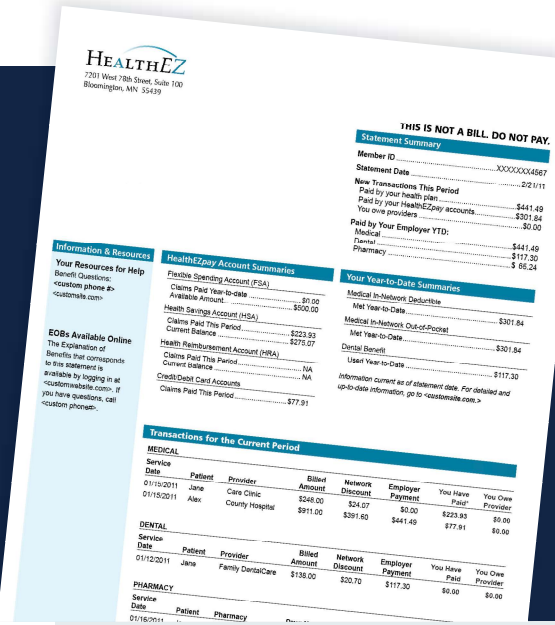 HEALTHEZ
7201 West 78th Street, Suite 100
Bloomington, MN 55439
THIS IS NOT A BILL. DO NOT PAY.
Statement Summary
Member ID XXXXXXX4567
Statement Date 2/21/11
New Transactions This Period
Paid by your health plan $441.49
Paid by your HealthEZpay accounts $301.84
You owe providers $0.00
Paid by Your Employer YTD:
Medical $441.49
Dental $117.30
Pharmacy $ 65.24
Information & Resources
Your Resources for Help
Benefit Questions:
<custom phone #>
<customsite.com>
EOBs Available Online
The Explanation of
Benefits that corresponds
to this statement is
available by logging in at
<customwebsite.com>. If
you have questions, call
<custom phone#>.
HealthEZpay Account Summaries
Flexible Spending Account (FSA)
Claims Paid Year-to-date $0.00
Available Amount $500.00
Health Savings Account (HSA)
Claims Paid This Period $223.93
Current Balance $275.07
Health Reimbursement Account (HRA)
Claims Paid This Period NA
Current Balance NA
Credit/Debit Card Accounts
Claims Paid This Period $77.91
Your Year-to-Date Summaries
Medical In-Network Deductible
Met Year-to-Date $301.84
Medical In-Network Out-of-Pocket
Met Year-to-Date $301.84
Dental Benefit
Used Year-to-Date $117.30
Information current as of statement date. For detailed and
up-to-date information, go to <customsite.com.>
Transactions for the Current Period
MEDICAL
Service Date Patient Provider Billed Amount Network Discount Employer Payment You Have Paid* You Owe Provider
01/15/2011 Jane Care Clinic $248.00 $24.07 $0.00 $223.93 $0.00
01/15/2011 Alex County Hospital $911.00 $391.60 $441.49 $77.91 $0.00
DENTAL
Service Date Patient Provider Billed Amount Network Discount Employer Payment You Have Paid You Owe Provider
01/12/2011 Jane Family DentalCare $138.00 $20.70 $117.30 $0.00 $0.00
PHARMACY
Service
Date Patient Pharmacy
01/16/2011